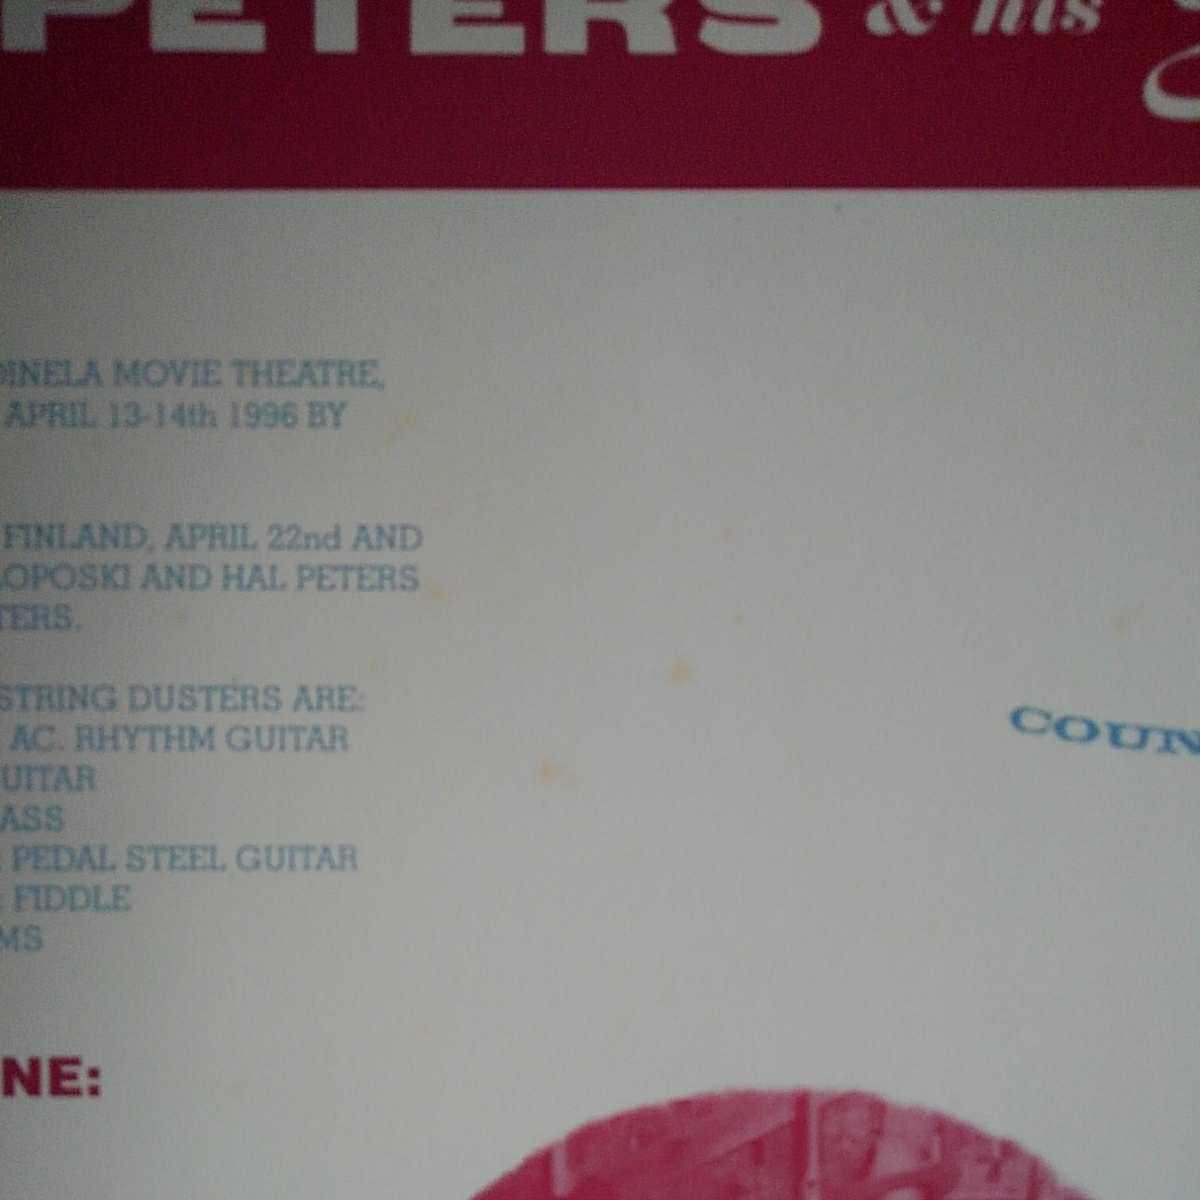 PETERS & his
DINELA MOVIE THEATRE,
APRIL 13-14th 1996 BY
FINLAND, APRIL 22nd AND
LOPOSKI AND HAL PETERS
TERS.
STRING DUSTERS ARE:
: AC. RHYTHM GUITAR
UITAR
ASS
: PEDAL STEEL GUITAR
: FIDDLE
MS
COUN
NE: